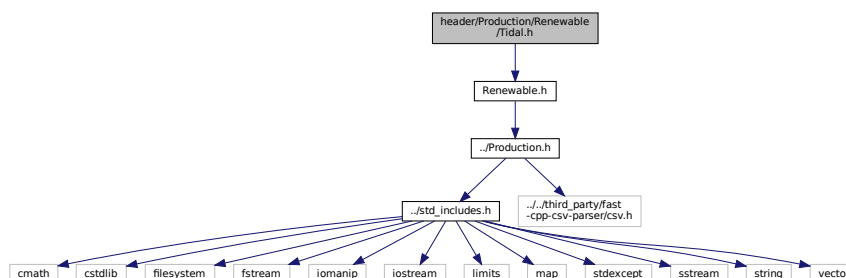 header/Production/Renewable
/Tidal.h
Renewable.h
../Production.h
../std_includes.h
../../third_party/fast
-cpp-csv-parser/csv.h
cmath
cstdlib
filesystem
fstream
iomanip
iostream
limits
map
stdexcept
sstream
string
vecto